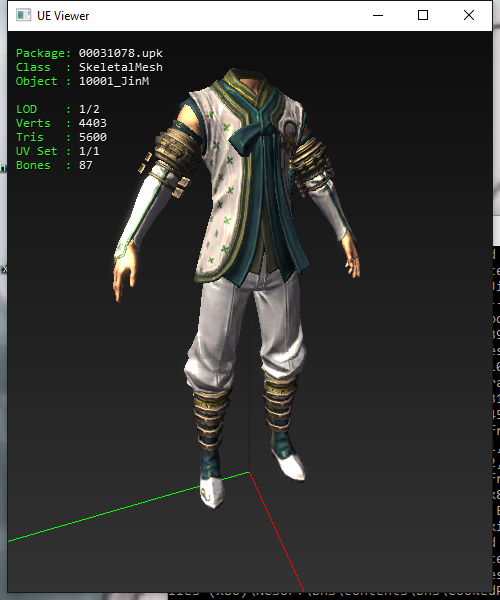 UE Viewer
Package: 00031078.upk
Class : SkeletalMesh
Object : 10001_JinM
LOD : 1/2
Verts : 4403
Tris : 5600
UV Set : 1/1
Bones : 87